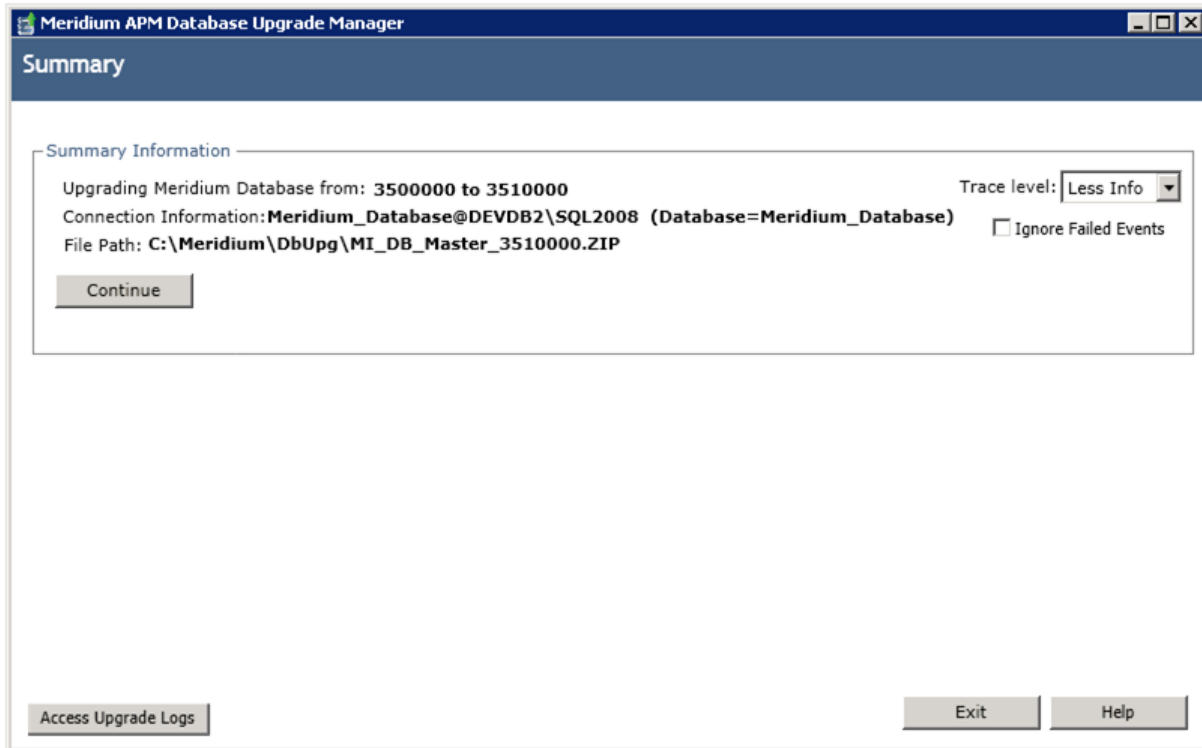 Meridium APM Database Upgrade Manager
Summary
Summary Information
Upgrading Meridium Database from: 3500000 to 3510000
Trace level: Less Info
Connection Information:Meridium_Database@DEVDB2\SQL2008 (Database=Meridium_Database)
Ignore Failed Events
File Path: C:\Meridium\DbUpg\MI_DB_Master_3510000.ZIP
Continue
Access Upgrade Logs
Exit
Help